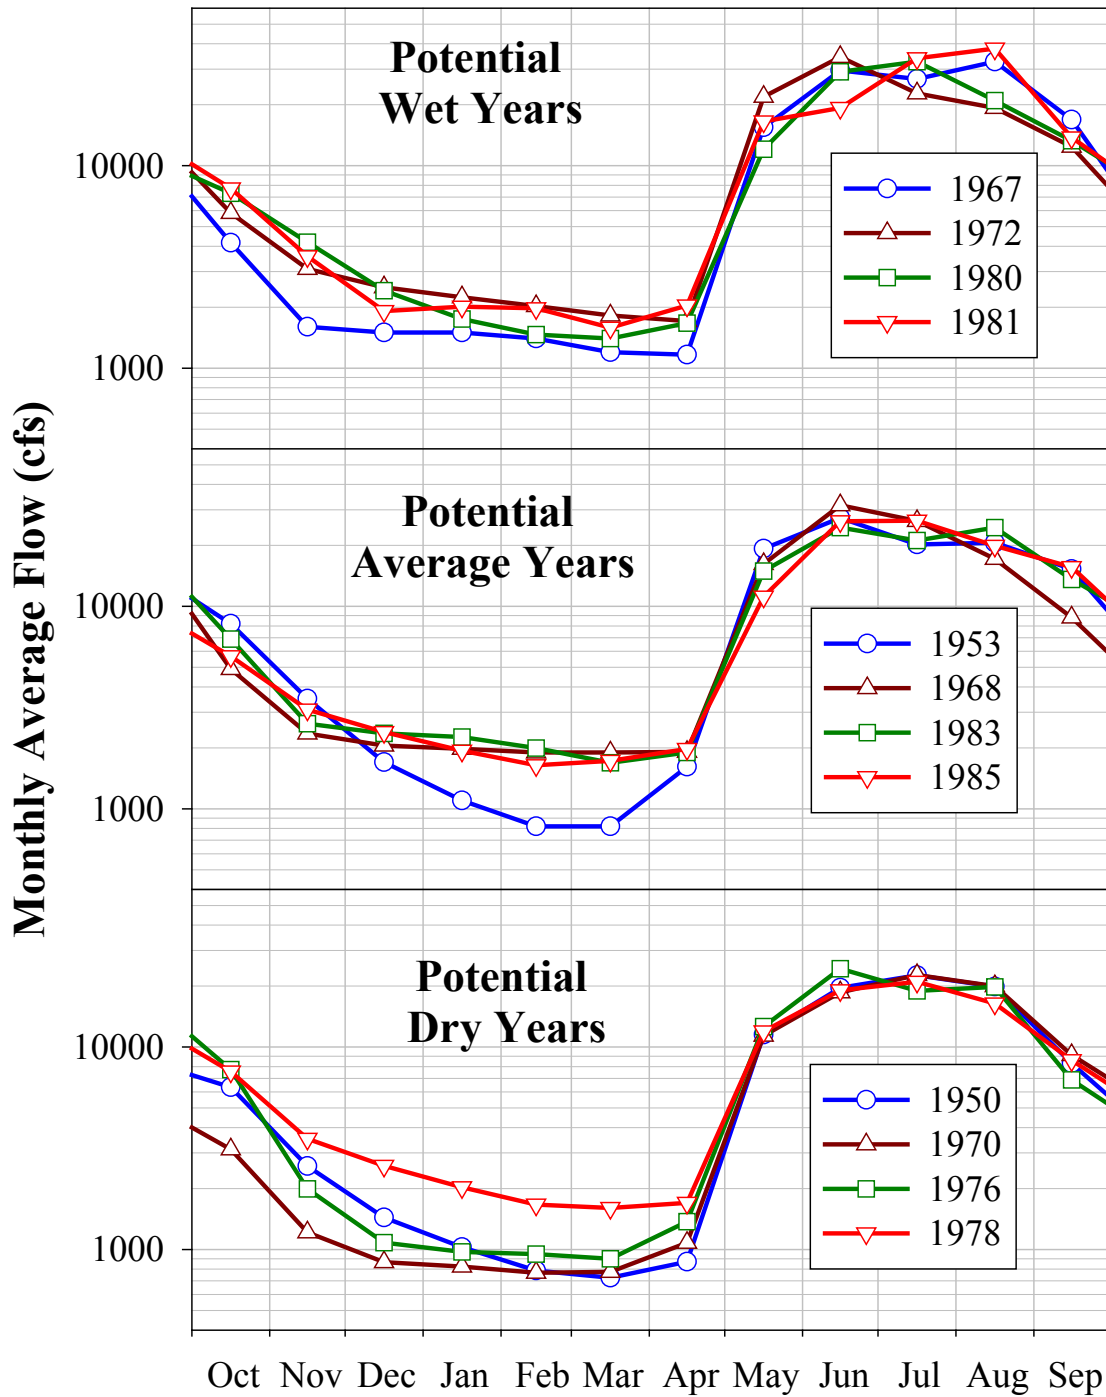 Monthly Average Flow (cfs)
Potential
Wet Years
10000
1000
1967
1972
1980
1981
Potential
Average Years
10000
1000
1953
1968
1983
1985
Potential
Dry Years
10000
1000
1950
1970
1976
1978
Oct Nov Dec Jan Feb Mar Apr May Jun Jul Aug Sep